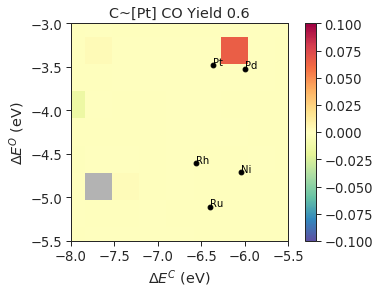 C~[Pt] CO Yield 0.6
ΔE^O (eV)
−3.0
−3.5
−4.0
−4.5
−5.0
−5.5
Pt
Pd
Rh
Ni
Ru
−8.0 −7.5 −7.0 −6.5 −6.0 −5.5
ΔE^C (eV)
0.100
0.075
0.050
0.025
0.000
−0.025
−0.050
−0.075
−0.100